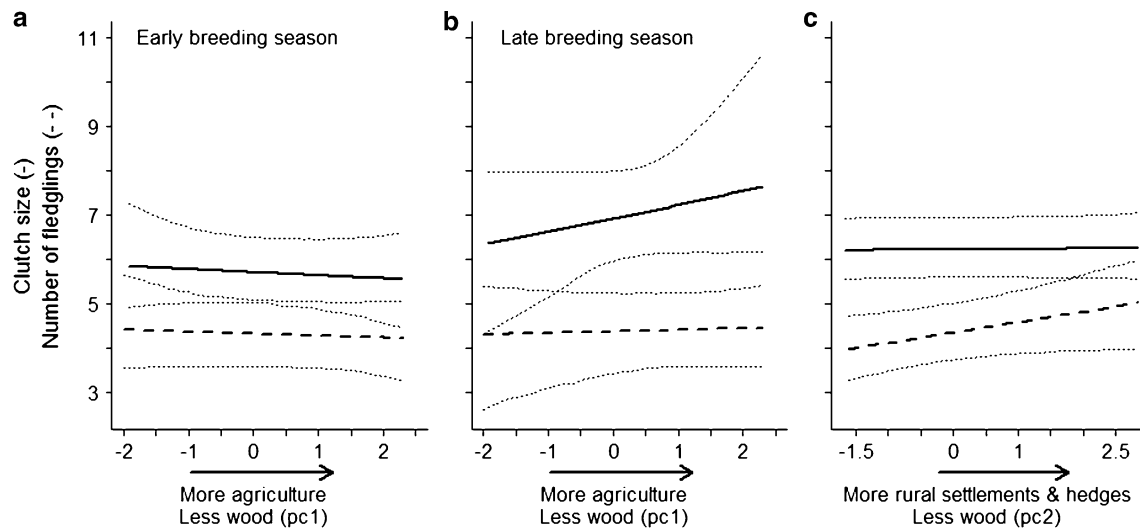 a
Early breeding season
b
Late breeding season
c
Clutch size (-)
Number of fledglings (- -)
11
9
7
5
3
-2 -1 0 1 2
More agriculture
Less wood (pc1)
-2 -1 0 1 2
More agriculture
Less wood (pc1)
-1.5 0 1 2.5
More rural settlements & hedges
Less wood (pc2)